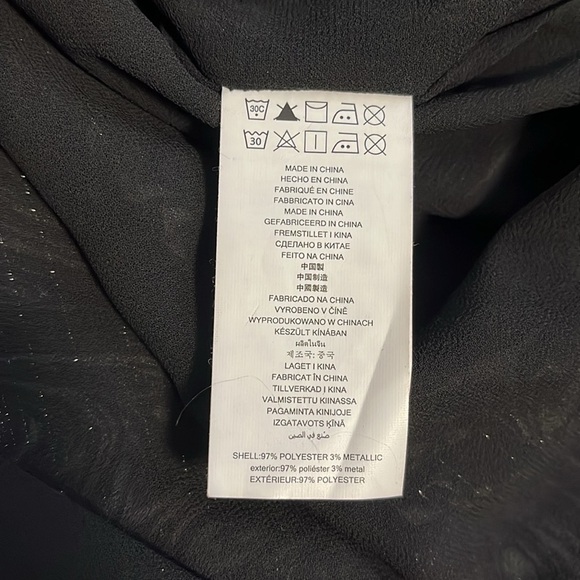 30C
30
MADE IN CHINA
HECHO EN CHINA
FABRIQUÉ EN CHINE
FABBRICATO IN CINA
MADE IN CHINA
GEFABRICEERD IN CHINA
FREMSTILLET I KINA
СДЕЛАНО В КИТАЕ
FEITO NA CHINA
中国製
中国制造
中國製造
FABRICADO NA CHINA
VYROBENO V ČÍNĚ
WYPRODUKOWANO W CHINACH
KÉSZÜLT KÍNÁBAN
ผลิตในจีน
제조국: 중국
LAGET I KINA
FABRICAT ÎN CHINA
TILLVERKAD I KINA
VALMISTETTU KIINASSA
PAGAMINTA KINIJOJE
IZGATAVOTS ĶĪNĀ
صُنع في الصين
SHELL:97% POLYESTER 3% METALLIC
exterior:97% poliéster 3% metal
EXTÉRIEUR:97% POLYESTER